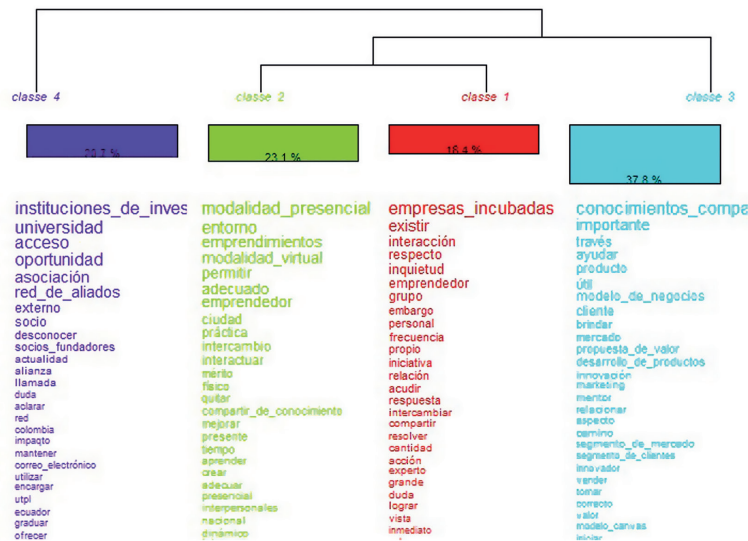 classe 4
classe 2
classe 1
classe 3
23.1 %
18.4 %
37.8 %
instituciones_de_inves
universidad
acceso
oportunidad
asociación
red_de_aliados
externo
socio
desconocer
socios_fundadores
actualidad
alianza
llamada
duda
aclarar
red
colombia
impaqto
mantener
correo_electrónico
utilizar
encargar
utpl
ecuador
graduar
ofrecer
modalidad_presencial
entorno
emprendimientos
modalidad_virtual
permitir
adecuado
emprendedor
ciudad
práctica
intercambio
interactuar
mérito
físico
quitar
compartir_de_conocimiento
mejorar
presente
tiempo
aprender
crear
adecuar
presencial
interpersonales
nacional
dinámico
empresas_incubadas
existir
interacción
respecto
inquietud
emprendedor
grupo
embargo
personal
frecuencia
propio
iniciativa
relación
acudir
respuesta
intercambiar
compartir
resolver
cantidad
acción
experto
grande
duda
lograr
vista
inmediato
conocimientos_compa
importante
través
ayudar
producto
útil
modelo_de_negocios
cliente
brindar
mercado
propuesta_de_valor
desarrollo_de_productos
innovación
marketing
mentor
relacionar
aspecto
camino
segmento_de_mercado
segmento_de_clientes
innovador
vender
tomar
correcto
valor
modelo_canvas
iniciar